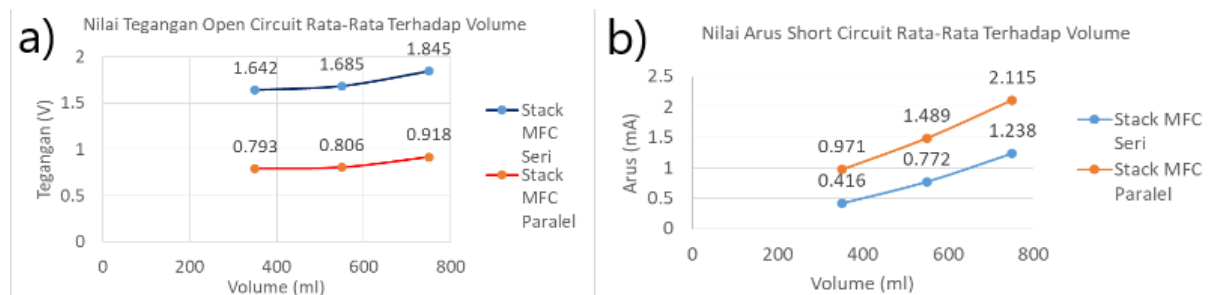 a)
Nilai Tegangan Open Circuit Rata-Rata Terhadap Volume
Tegangan (V)
2
1.5
1
0.5
0
1.642
1.685
1.845
0.793
0.806
0.918
0
200
400
600
800
Volume (ml)
Stack
MFC
Seri
Stack
MFC
Paralel
b)
Nilai Arus Short Circuit Rata-Rata Terhadap Volume
Arus (mA)
2.5
2
1.5
1
0.5
0
0.971
1.489
2.115
0.416
0.772
1.238
0
200
400
600
800
Volume (ml)
Stack MFC
Seri
Stack MFC
Paralel